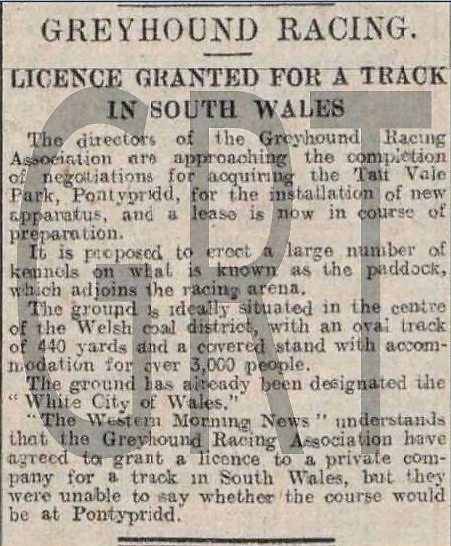 GREYHOUND RACING.
LICENCE GRANTED FOR A TRACK
IN SOUTH WALES
The directors of the Greyhound Racing
Association are approaching the completion
of negotiations for acquiring the Taff Vale
Park, Pontypridd, for the installation of new
apparatus, and a lease is now in course of
preparation.
It is proposed to erect a large number of
kennels on what is known as the paddock,
which adjoins the racing arena.
The ground is ideally situated in the centre
of the Welsh coal district, with an oval track
of 440 yards and a covered stand with accom-
modation for over 3,000 people.
The ground has already been designated the
" White City of Wales."
" The Western Morning News " understands
that the Greyhound Racing Association have
agreed to grant a licence to a private com-
pany for a track in South Wales, but they
were unable to say whether the course would
be at Pontypridd.
GRT